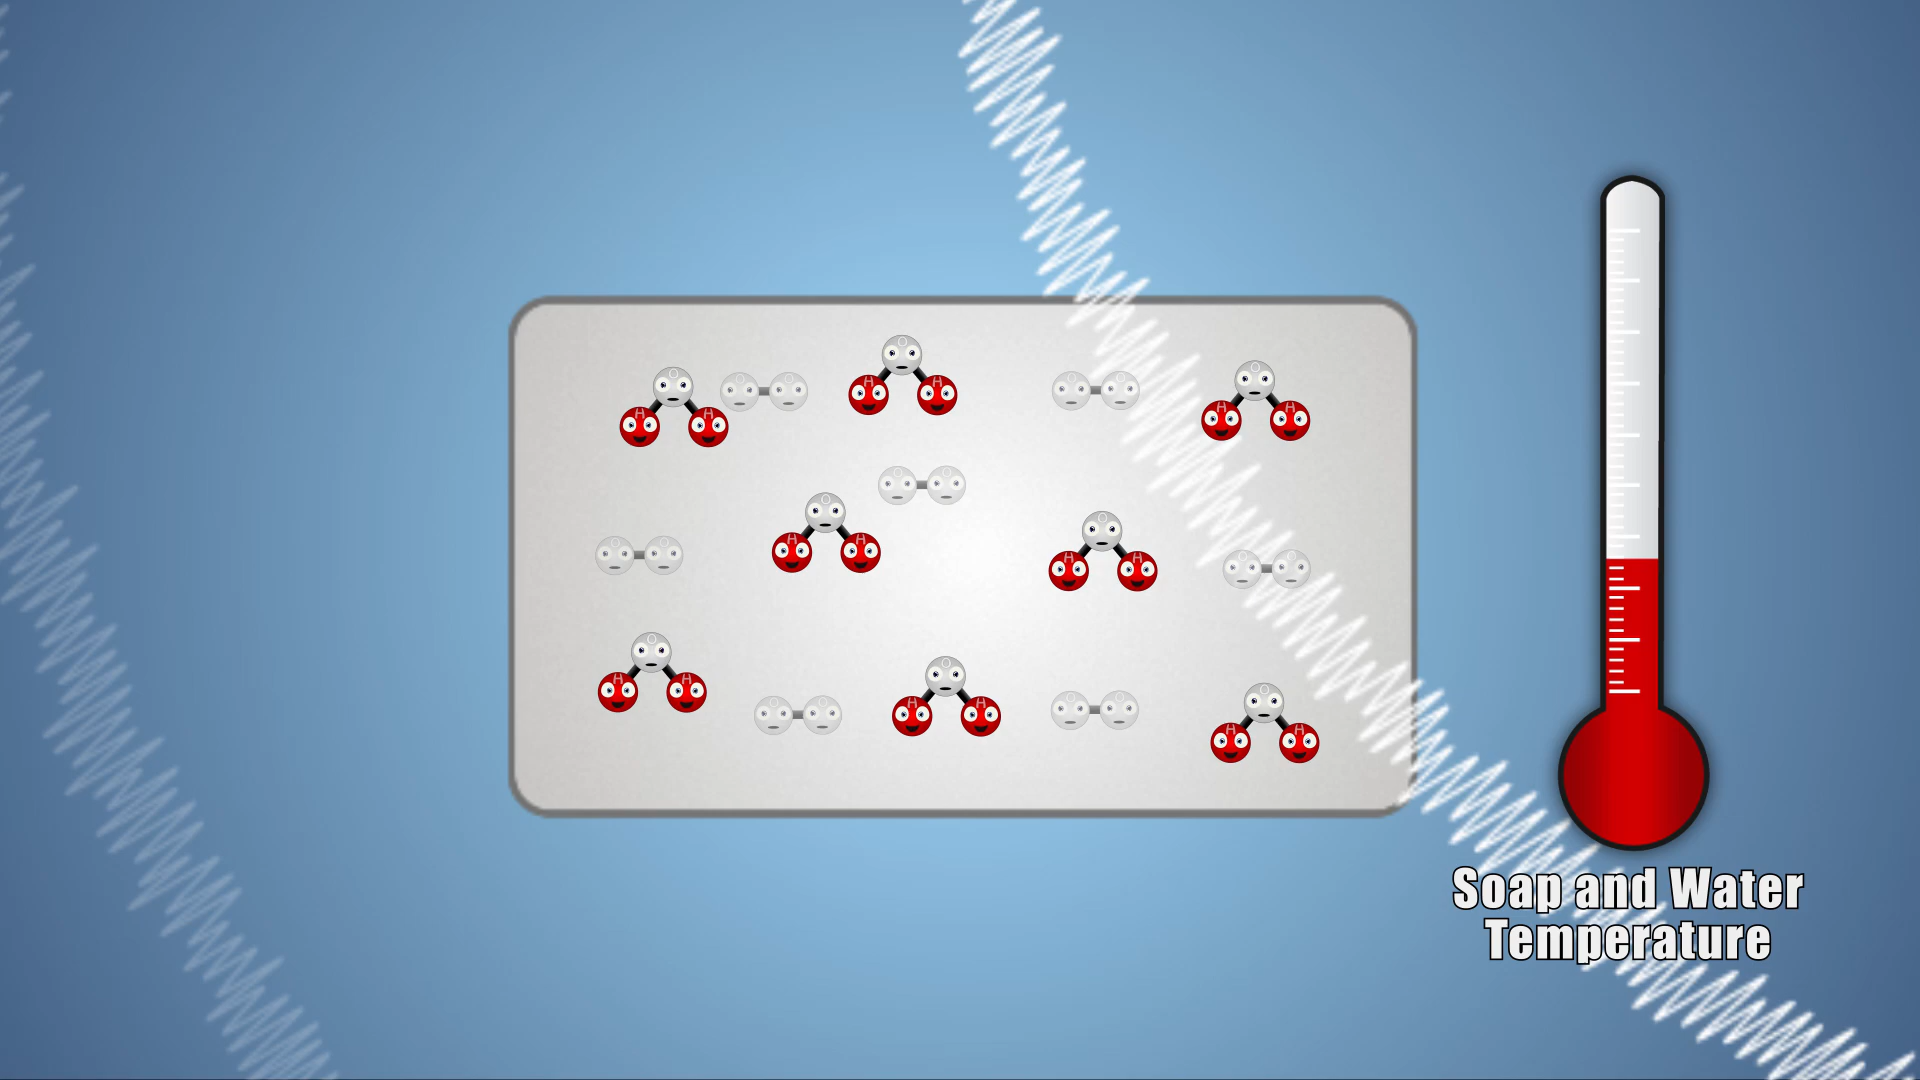 O
O O O O O O
H H
H H H H
O O
O O
O H H O H H O O
O
H H O
O O H H O O O
H H
Soap and Water
Temperature